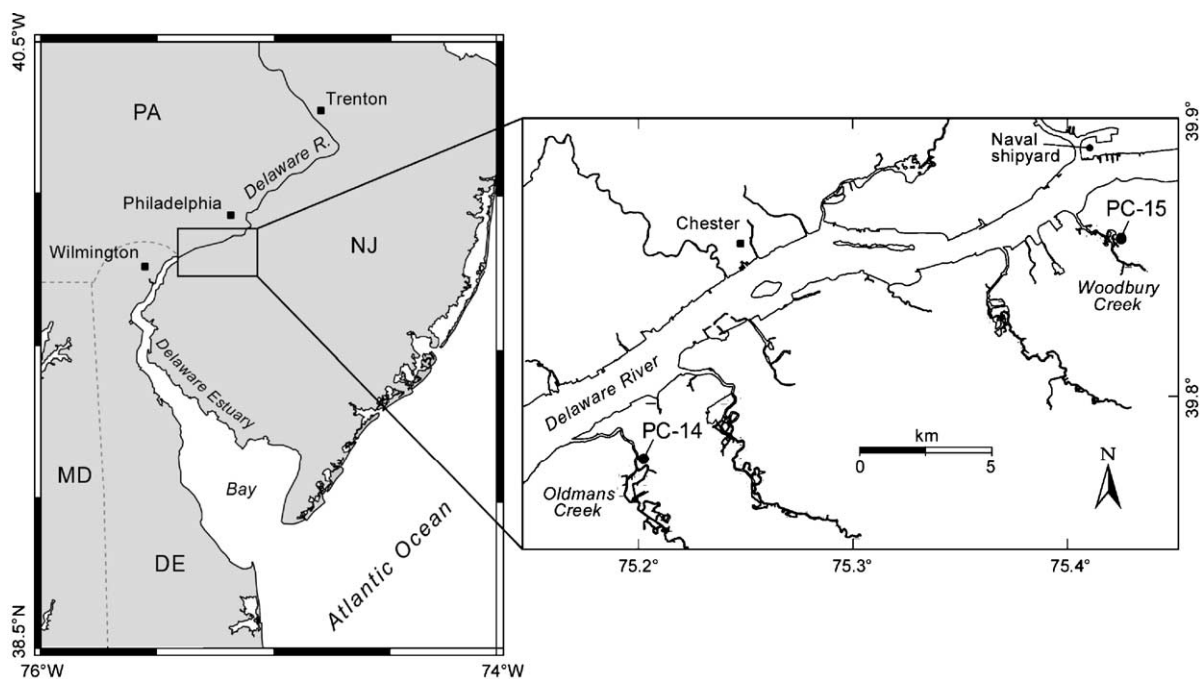 40.5°N
PA
Trenton
Delaware R.
Philadelphia
Wilmington
NJ
Delaware Estuary
MD
Bay
DE
Atlantic Ocean
38.5°N
76°W
74°W
39.9°
Naval
shipyard
PC-15
Chester
Woodbury
Creek
Delaware River
39.8°
PC-14
km
0
5
N
Oldmans
Creek
75.2°
75.3°
75.4°